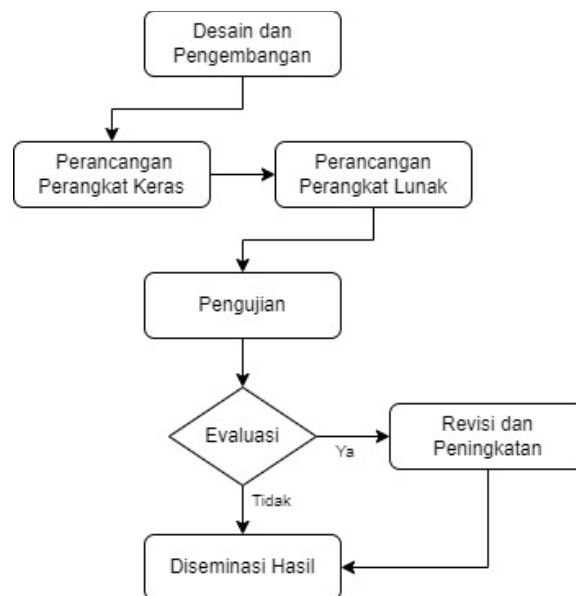 Desain dan
Pengembangan
Perancangan
Perangkat Keras
Perancangan
Perangkat Lunak
Pengujian
Evaluasi
Ya
Revisi dan
Peningkatan
Tidak
Diseminasi Hasil